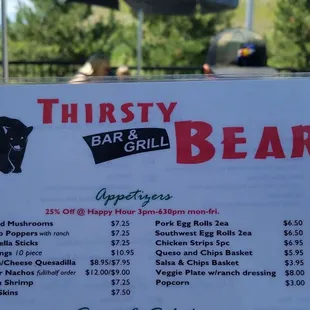 THIRSTY
BAR & GRILL
BEAR
Appetizers
25% Off @ Happy Hour 3pm-630pm mon-fri.
d Mushrooms $7.25
Poppers with ranch $7.25
ella Sticks $7.25
ngs 10 piece $10.95
/Cheese Quesadilla $8.95/$7.95
r Nachos full/half order $12.00/$9.00
Shrimp $7.25
Skins $7.50
Pork Egg Rolls 2ea $6.50
Southwest Egg Rolls 2ea $6.50
Chicken Strips 5pc $6.95
Queso and Chips Basket $5.95
Salsa & Chips Basket $3.95
Veggie Plate w/ranch dressing $8.00
Popcorn $3.00